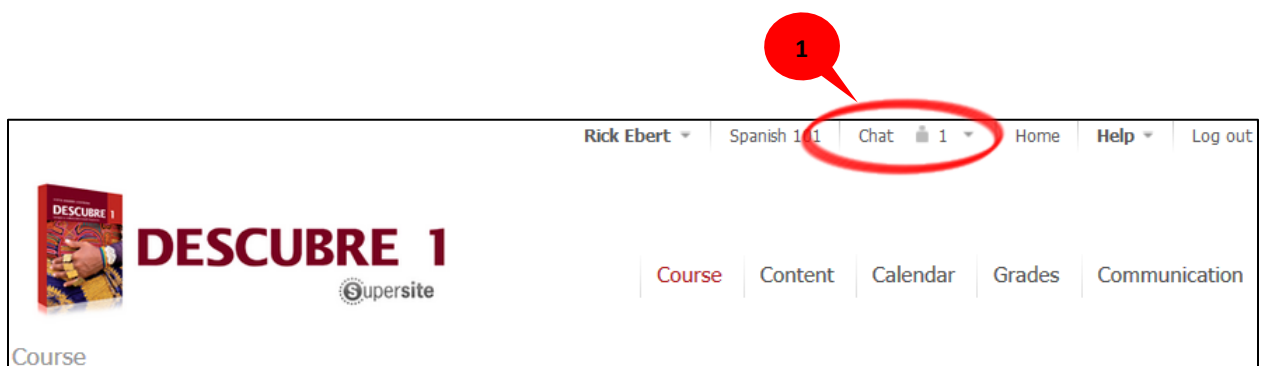 1
Rick Ebert Spanish 101 Chat 1 Home Help Log out
DESCUBRE 1
DESCUBRE 1
Supersite
Course Content Calendar Grades Communication
Course